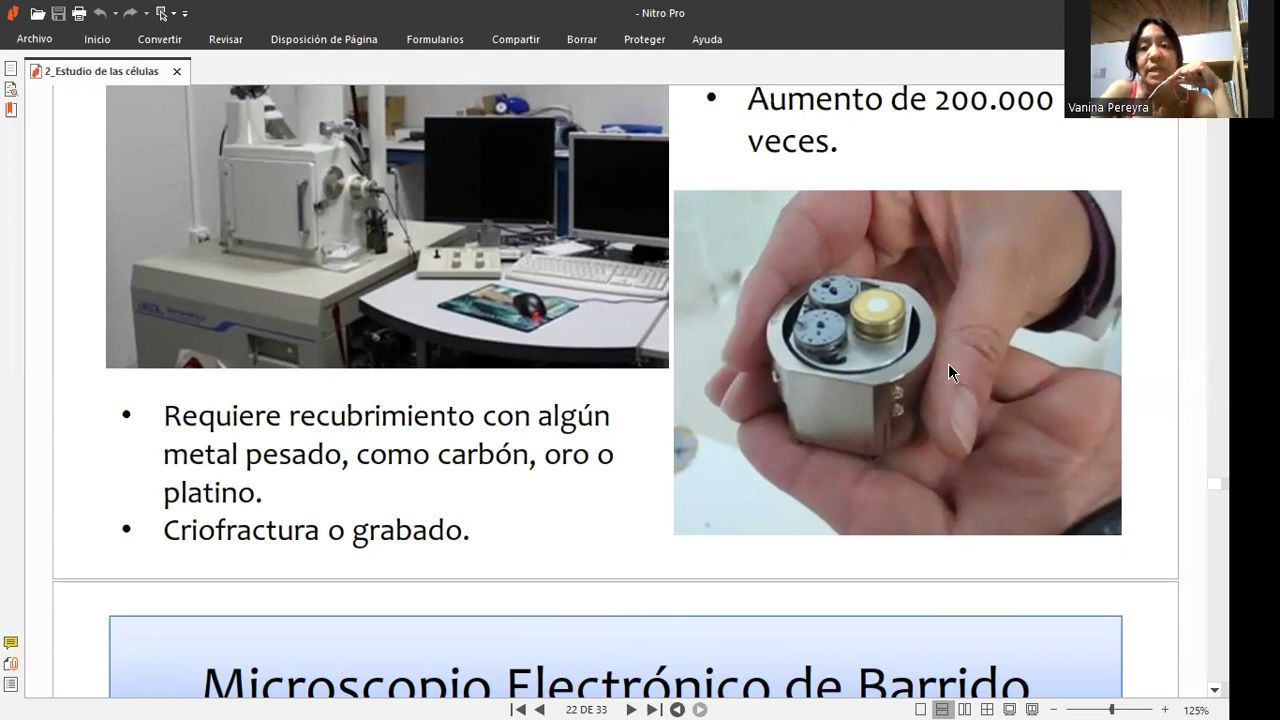 - Nitro Pro
Archivo
Inicio
Convertir
Revisar
Disposición de Página
Formularios
Compartir
Borrar
Proteger
Ayuda
2_Estudio de las células
Vanina Pereyra
• Aumento de 200.000
veces.
JEOL
• Requiere recubrimiento con algún
metal pesado, como carbón, oro o
platino.
• Criofractura o grabado.
Microscopio Electrónico de Barrido
22 DE 33
125%